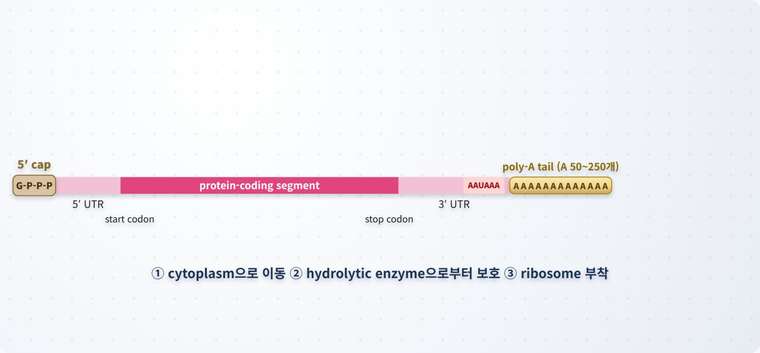 5′ cap
poly-A tail (A 50~250개)
G-P-P-P
protein-coding segment
AAUAAA
AAAAAAAAAAAAA
5′ UTR
3′ UTR
start codon
stop codon
① cytoplasm으로 이동 ② hydrolytic enzyme으로부터 보호 ③ ribosome 부착